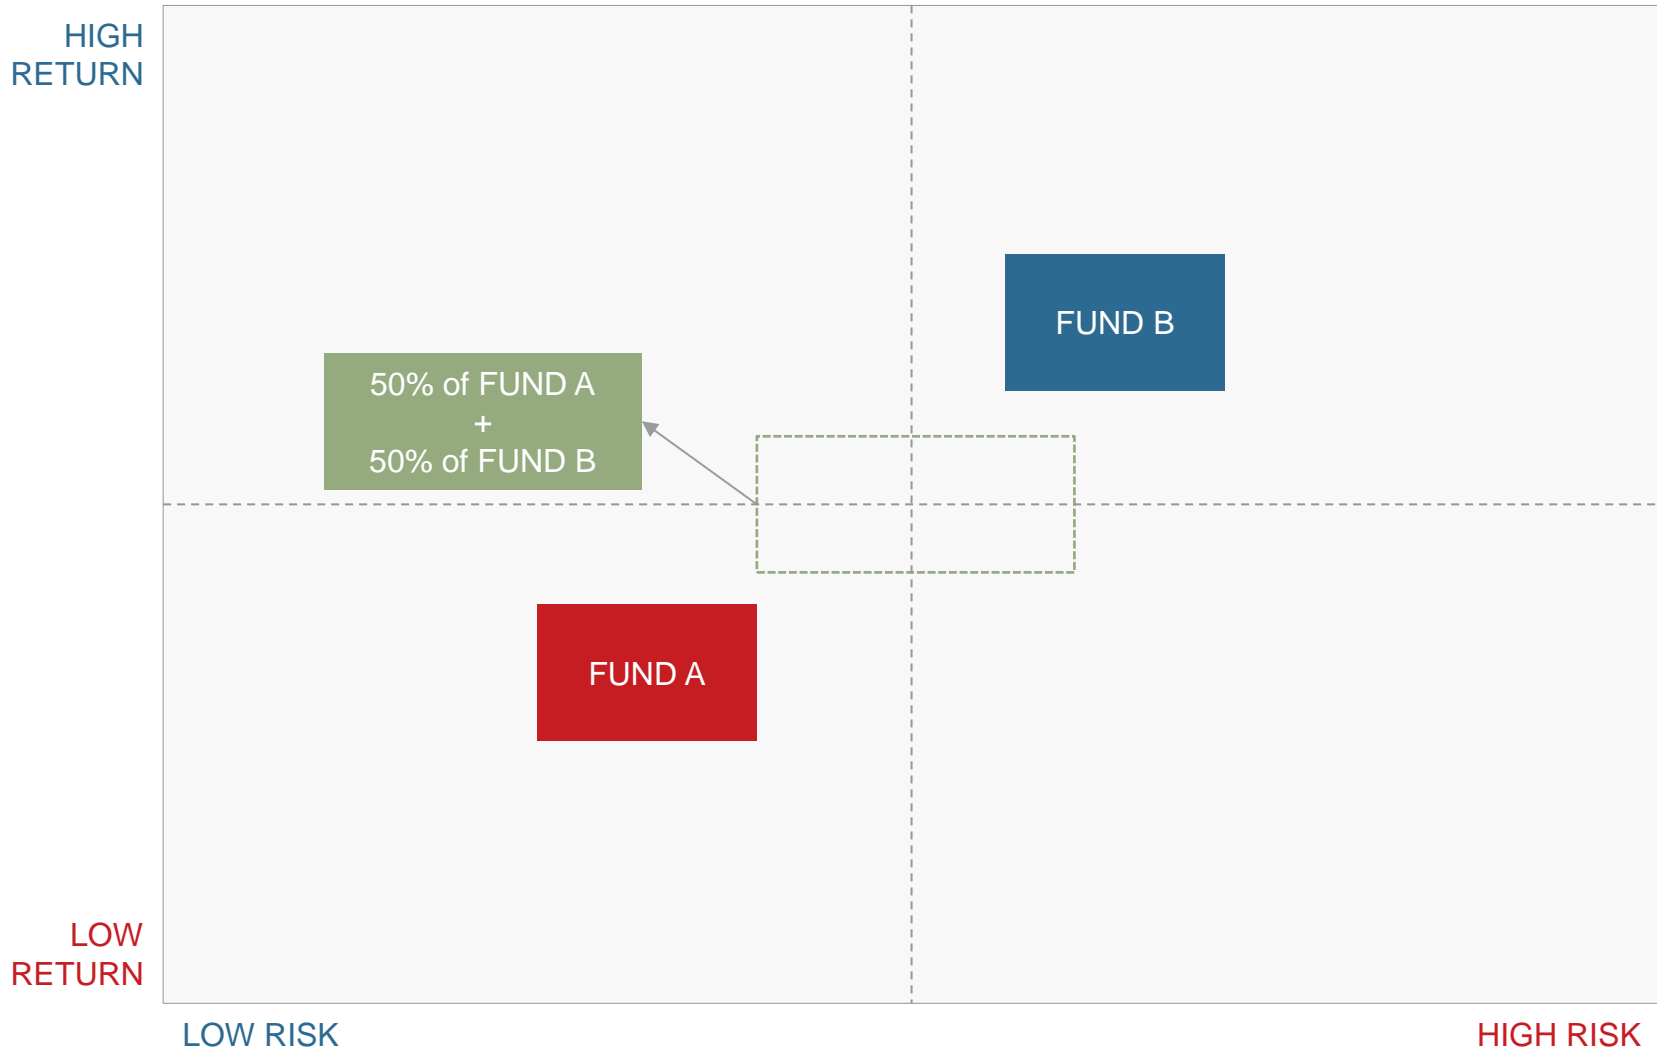 HIGH
RETURN
FUND B
50% of FUND A
+
50% of FUND B
FUND A
LOW
RETURN
LOW RISK
HIGH RISK